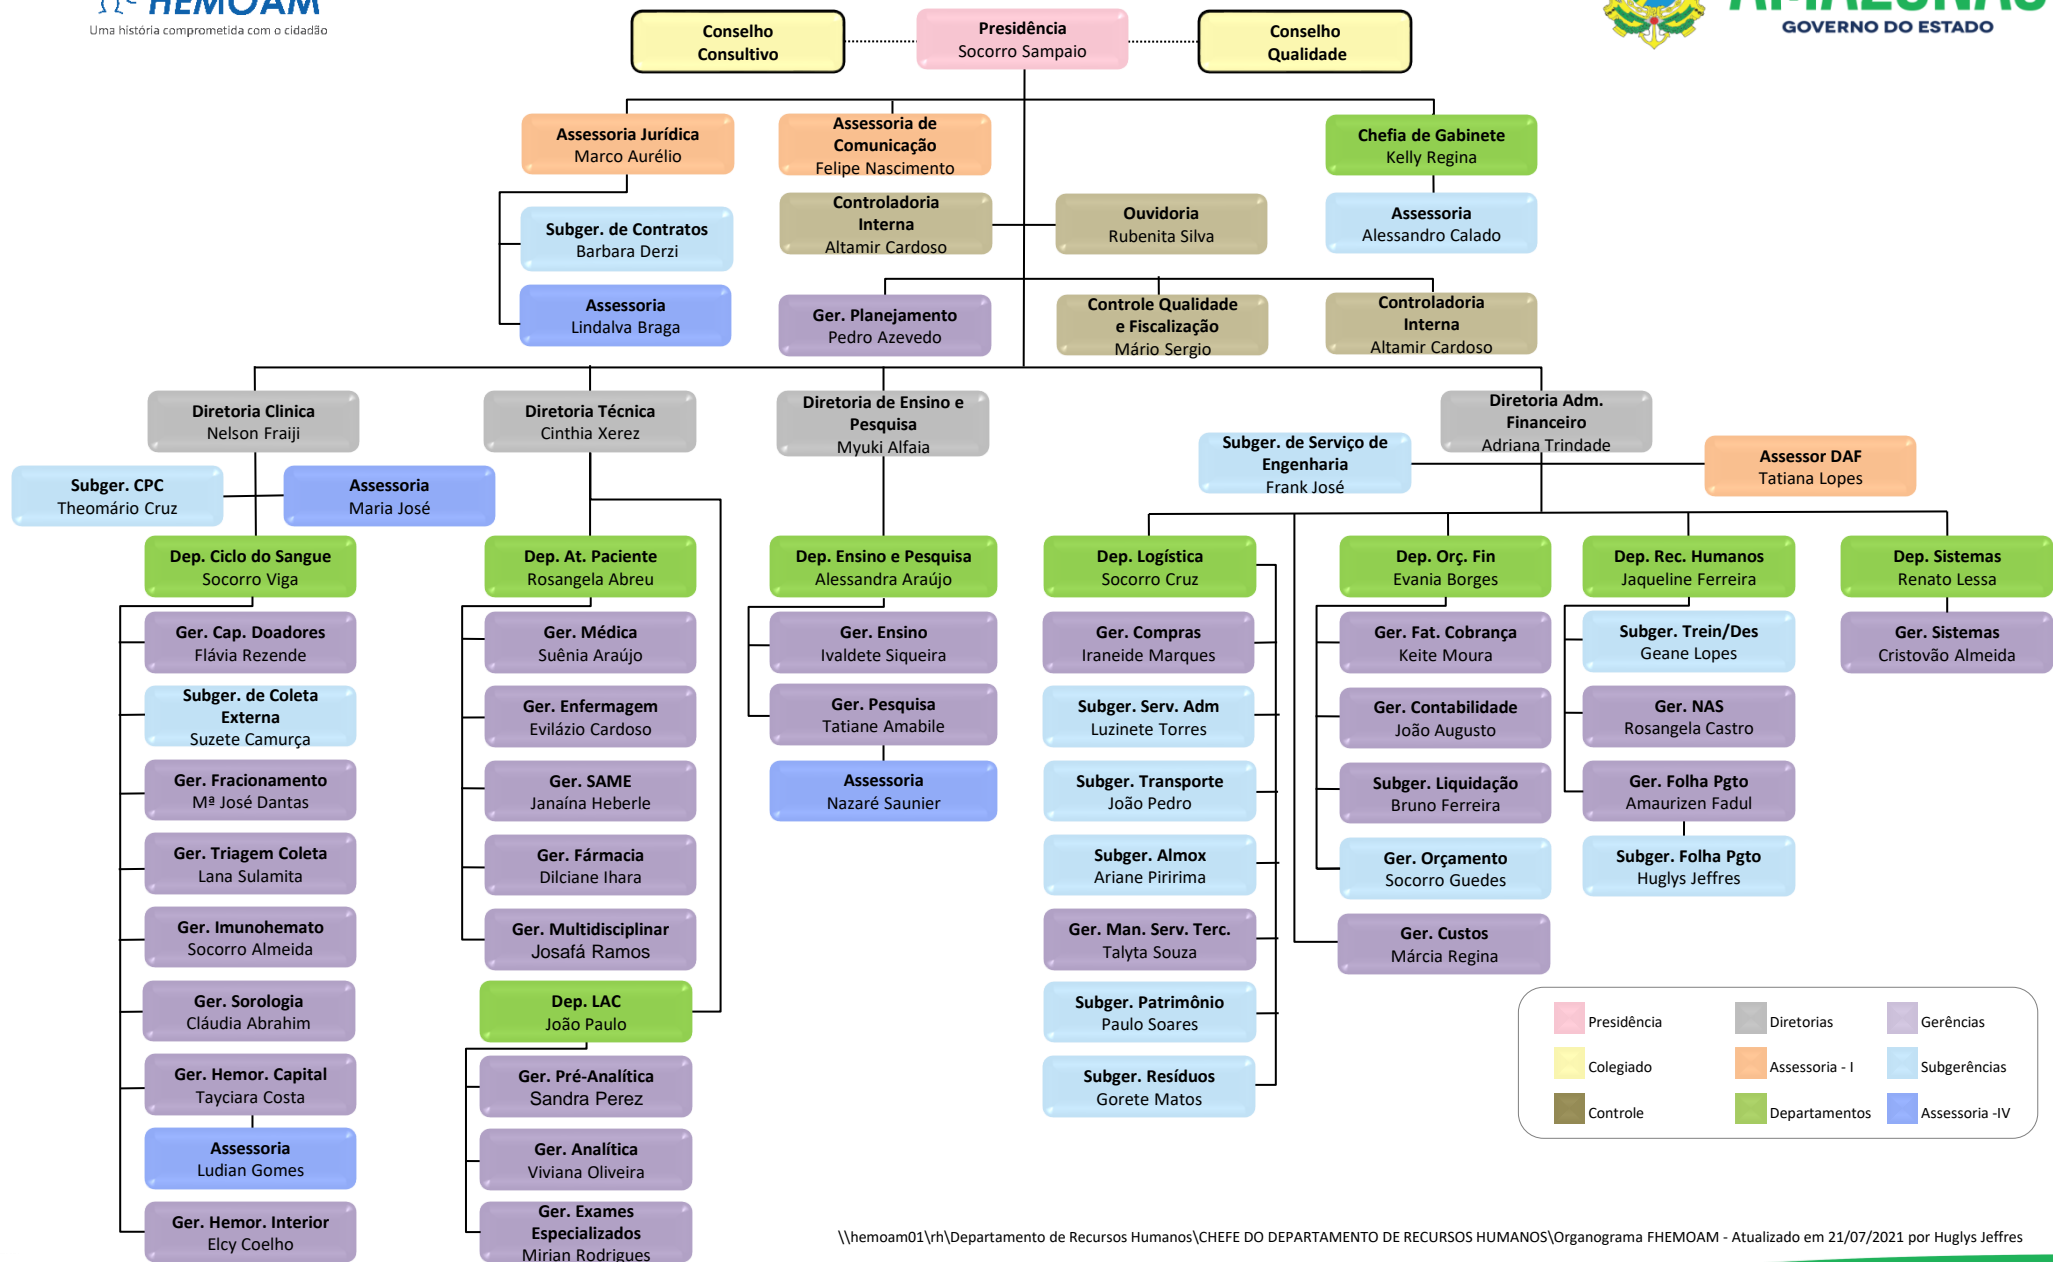 HEMOAM
Uma história comprometida com o cidadão
AMAZONAS
GOVERNO DO ESTADO
Conselho
Consultivo
Presidência
Socorro Sampaio
Conselho
Qualidade
Assessoria Jurídica
Marco Aurélio
Assessoria de
Comunicação
Felipe Nascimento
Chefia de Gabinete
Kelly Regina
Subger. de Contratos
Barbara Derzi
Controladoria
Interna
Altamir Cardoso
Ouvidoria
Rubenita Silva
Assessoria
Alessandro Calado
Assessoria
Lindalva Braga
Ger. Planejamento
Pedro Azevedo
Controle Qualidade
e Fiscalização
Mário Sergio
Controladoria
Interna
Altamir Cardoso
Diretoria Clinica
Nelson Fraiji
Diretoria Técnica
Cinthia Xerez
Diretoria de Ensino e
Pesquisa
Myuki Alfaia
Diretoria Adm.
Financeiro
Adriana Trindade
Subger. CPC
Theomário Cruz
Assessoria
Maria José
Subger. de Serviço de
Engenharia
Frank José
Assessor DAF
Tatiana Lopes
Dep. Ciclo do Sangue
Socorro Viga
Ger. Cap. Doadores
Flávia Rezende
Subger. de Coleta
Externa
Suzete Camurça
Ger. Fracionamento
Mª José Dantas
Ger. Triagem Coleta
Lana Sulamita
Ger. Imunohemato
Socorro Almeida
Ger. Sorologia
Cláudia Abrahim
Ger. Hemor. Capital
Tayciara Costa
Assessoria
Ludian Gomes
Ger. Hemor. Interior
Elcy Coelho
Dep. At. Paciente
Rosangela Abreu
Ger. Médica
Suênia Araújo
Ger. Enfermagem
Evilázio Cardoso
Ger. SAME
Janaína Heberle
Ger. Fármacia
Dilciane Ihara
Ger. Multidisciplinar
Josafá Ramos
Dep. LAC
João Paulo
Ger. Pré-Analítica
Sandra Perez
Ger. Analítica
Viviana Oliveira
Ger. Exames
Especializados
Mirian Rodrigues
Dep. Ensino e Pesquisa
Alessandra Araújo
Ger. Ensino
Ivaldete Siqueira
Ger. Pesquisa
Tatiane Amabile
Assessoria
Nazaré Saunier
Dep. Logística
Socorro Cruz
Ger. Compras
Iraneide Marques
Subger. Serv. Adm
Luzinete Torres
Subger. Transporte
João Pedro
Subger. Almox
Ariane Piririma
Ger. Man. Serv. Terc.
Talyta Souza
Subger. Patrimônio
Paulo Soares
Subger. Resíduos
Gorete Matos
Dep. Orç. Fin
Evania Borges
Ger. Fat. Cobrança
Keite Moura
Ger. Contabilidade
João Augusto
Subger. Liquidação
Bruno Ferreira
Ger. Orçamento
Socorro Guedes
Ger. Custos
Márcia Regina
Dep. Rec. Humanos
Jaqueline Ferreira
Subger. Trein/Des
Geane Lopes
Ger. NAS
Rosangela Castro
Ger. Folha Pgto
Amaurizen Fadul
Subger. Folha Pgto
Huglys Jeffres
Dep. Sistemas
Renato Lessa
Ger. Sistemas
Cristovão Almeida
Presidência
Diretorias
Gerências
Colegiado
Assessoria - I
Subgerências
Controle
Departamentos
Assessoria -IV
\\hemoam01\rh\Departamento de Recursos Humanos\CHEFE DO DEPARTAMENTO DE RECURSOS HUMANOS\Organograma FHEMOAM - Atualizado em 21/07/2021 por Huglys Jeffres